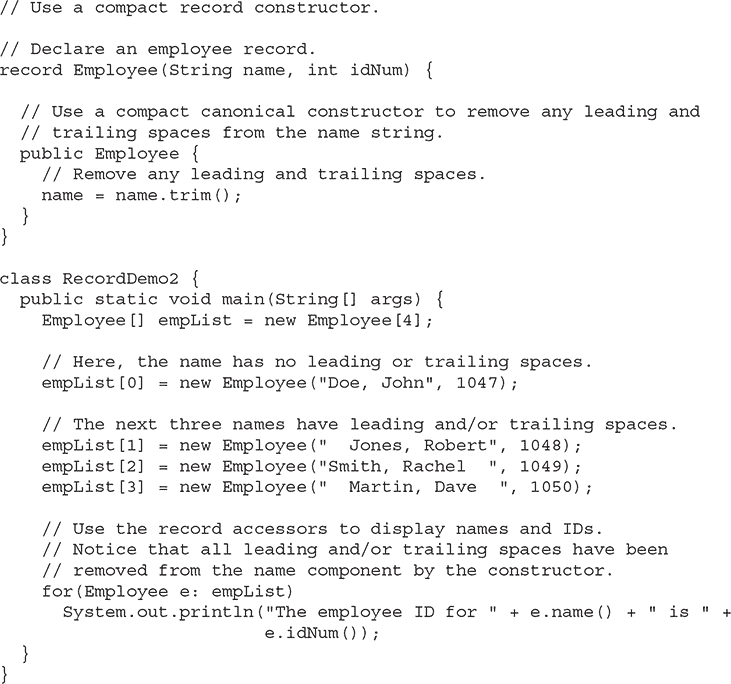 // Use a compact record constructor.

// Declare an employee record.
record Employee(String name, int idNum) {

  // Use a compact canonical constructor to remove any leading and
  // trailing spaces from the name string.
  public Employee {
    // Remove any leading and trailing spaces.
    name = name.trim();
  }
}

class RecordDemo2 {
  public static void main(String[] args) {
    Employee[] empList = new Employee[4];

    // Here, the name has no leading or trailing spaces.
    empList[0] = new Employee("Doe, John", 1047);

    // The next three names have leading and/or trailing spaces.
    empList[1] = new Employee("  Jones, Robert", 1048);
    empList[2] = new Employee("Smith, Rachel  ", 1049);
    empList[3] = new Employee("  Martin, Dave  ", 1050);

    // Use the record accessors to display names and IDs.
    // Notice that all leading and/or trailing spaces have been
    // removed from the name component by the constructor.
    for(Employee e: empList)
      System.out.println("The employee ID for " + e.name() + " is " +
                         e.idNum());
  }
}